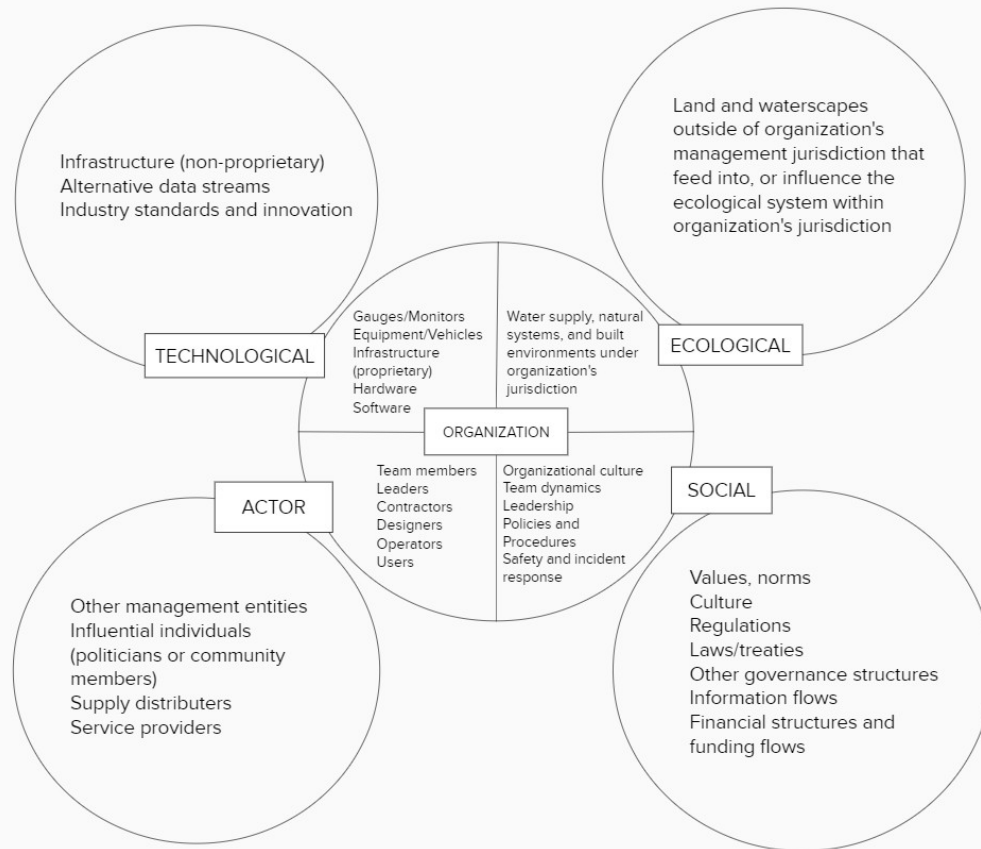 Infrastructure (non-proprietary)
Alternative data streams
Industry standards and innovation
TECHNOLOGICAL
Land and waterscapes
outside of organization's
management jurisdiction that
feed into, or influence the
ecological system within
organization's jurisdiction
ECOLOGICAL
Gauges/Monitors
Equipment/Vehicles
Infrastructure
(proprietary)
Hardware
Software
Water supply, natural
systems, and built
environments under
organization's
jurisdiction
ORGANIZATION
Team members
Leaders
Contractors
Designers
Operators
Users
Organizational culture
Team dynamics
Leadership
Policies and
Procedures
Safety and incident
response
ACTOR
Other management entities
Influential individuals
(politicians or community
members)
Supply distributers
Service providers
SOCIAL
Values, norms
Culture
Regulations
Laws/treaties
Other governance structures
Information flows
Financial structures and
funding flows